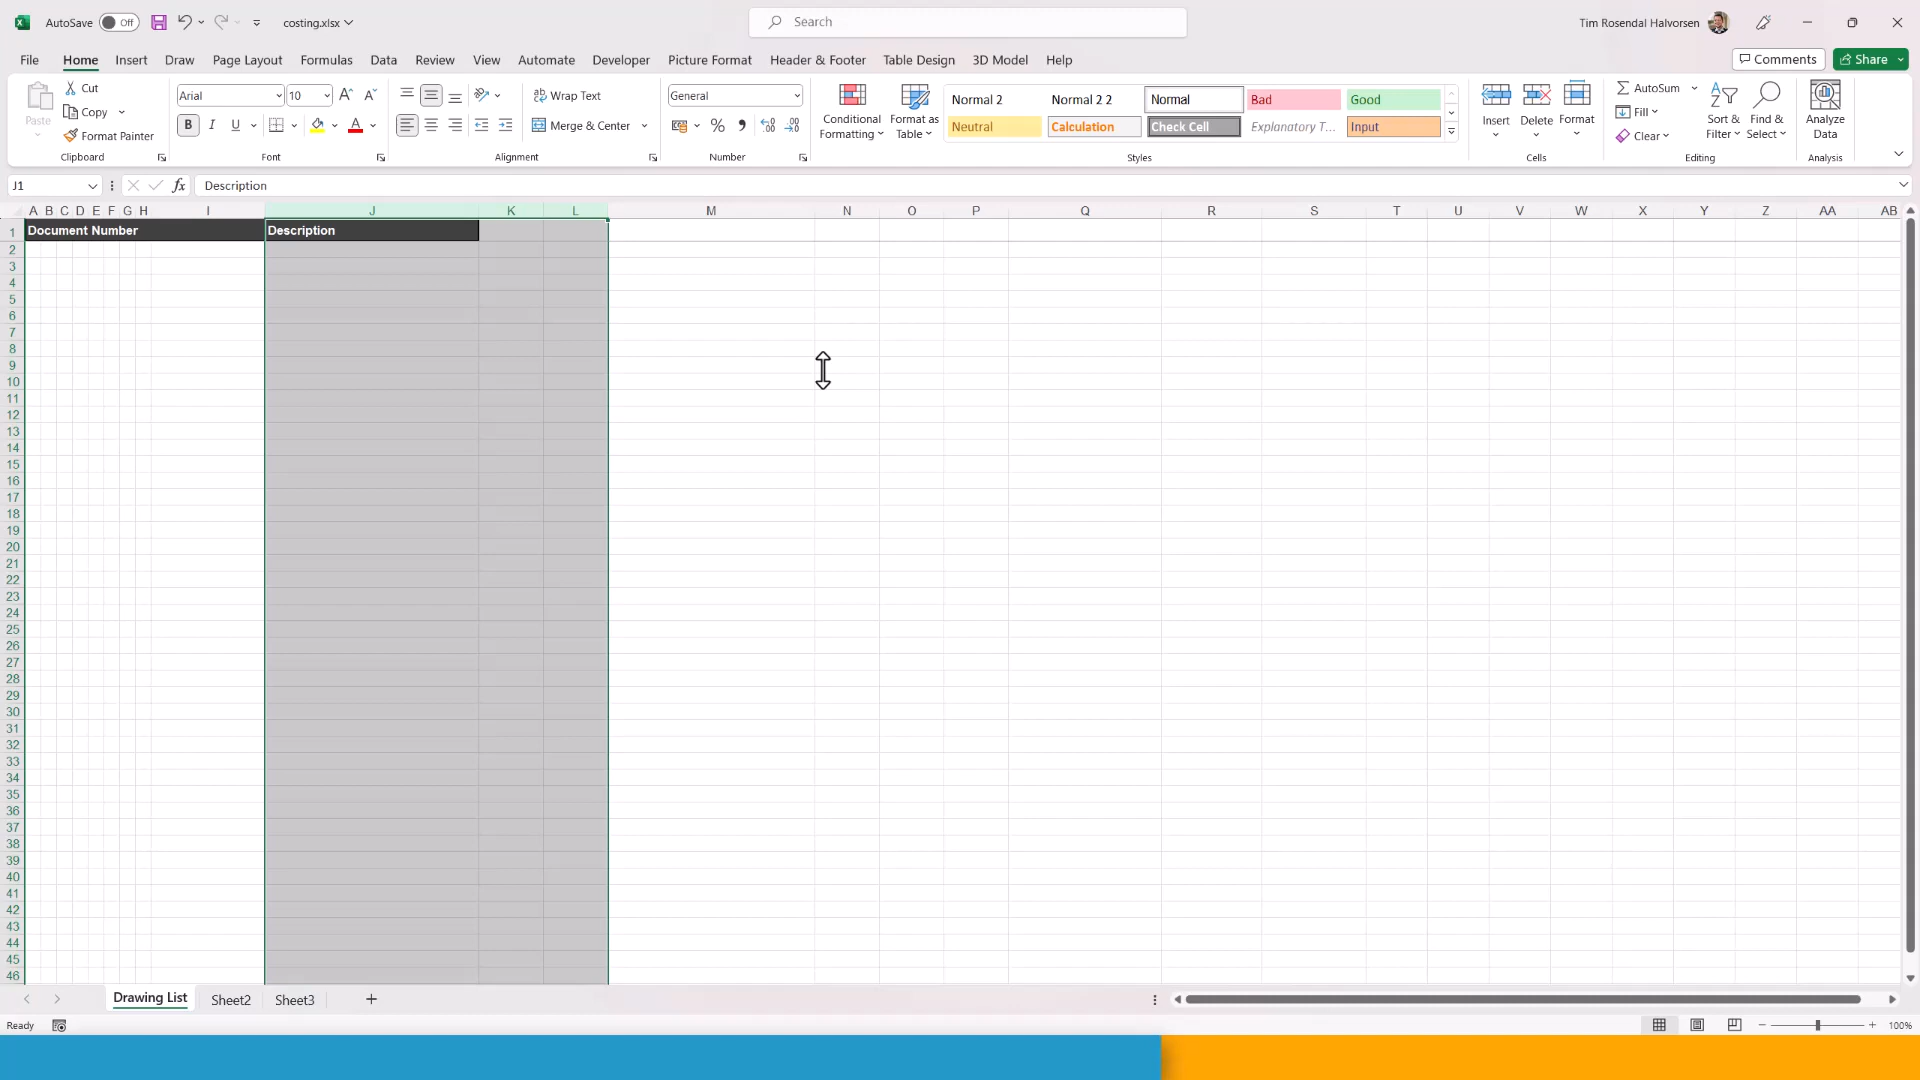 AutoSave Off costing.xlsx Search Tim Rosendal Halvorsen
File Home Insert Draw Page Layout Formulas Data Review View Automate Developer Picture Format Header & Footer Table Design 3D Model Help Comments Share
Paste
Cut
Copy
Format Painter
Clipboard
Arial 10
B I U A
Font
Wrap Text
Merge & Center
Alignment
General
%
Number
Conditional Formatting
Format as Table
Normal 2 Normal 2 2 Normal Bad Good
Neutral Calculation Check Cell Explanatory T... Input
Styles
Insert Delete Format
Cells
AutoSum
Fill
Clear
Sort & Filter
Find & Select
Editing
Analyze Data
Analysis
J1 fx Description
A B C D E F G H I J K L M N O P Q R S T U V W X Y Z AA AB
1 Document Number Description
2
3
4
5
6
7
8
9
10
11
12
13
14
15
16
17
18
19
20
21
22
23
24
25
26
27
28
29
30
31
32
33
34
35
36
37
38
39
40
41
42
43
44
45
46
Drawing List Sheet2 Sheet3
Ready 100%